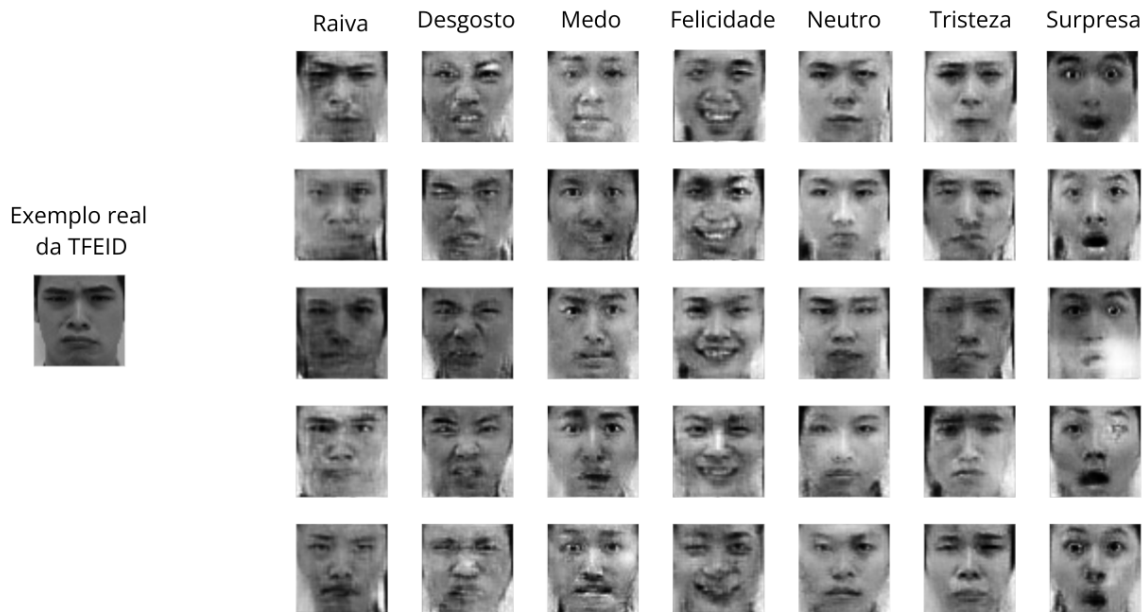 Raiva Desgosto Medo Felicidade Neutro Tristeza Surpresa
Exemplo real
da TFEID